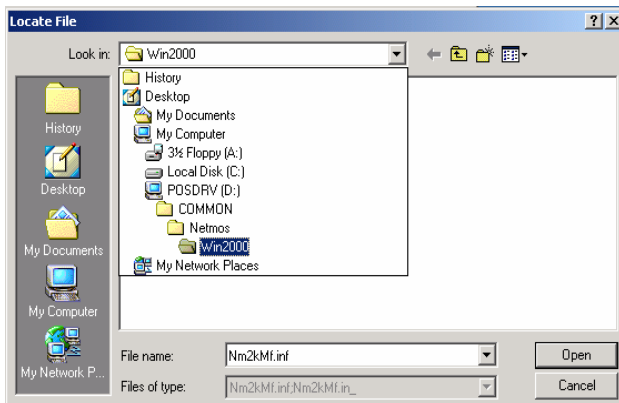 Locate File
Look in: Win2000
History
Desktop
My Documents
My Computer
3½ Floppy (A:)
Local Disk (C:)
POSDRV (D:)
COMMON
Netmos
Win2000
My Network Places
History
Desktop
My Documents
My Computer
My Network P...
File name: Nm2kMf.inf Open
Files of type: Nm2kMf.inf;Nm2kMf.in_ Cancel